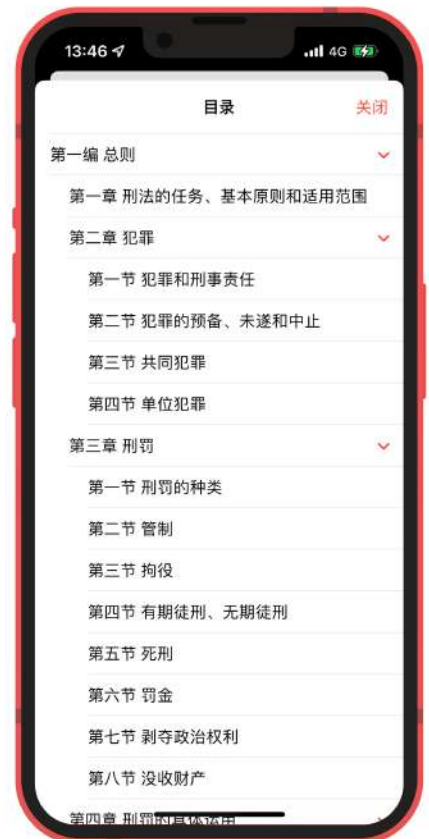 13:46
4G
目录
关闭
第一编 总则
第一章 刑法的任务、基本原则和适用范围
第二章 犯罪
第一节 犯罪和刑事责任
第二节 犯罪的预备、未遂和中止
第三节 共同犯罪
第四节 单位犯罪
第三章 刑罚
第一节 刑罚的种类
第二节 管制
第三节 拘役
第四节 有期徒刑、无期徒刑
第五节 死刑
第六节 罚金
第七节 剥夺政治权利
第八节 没收财产
第四章 刑罚的具体运用